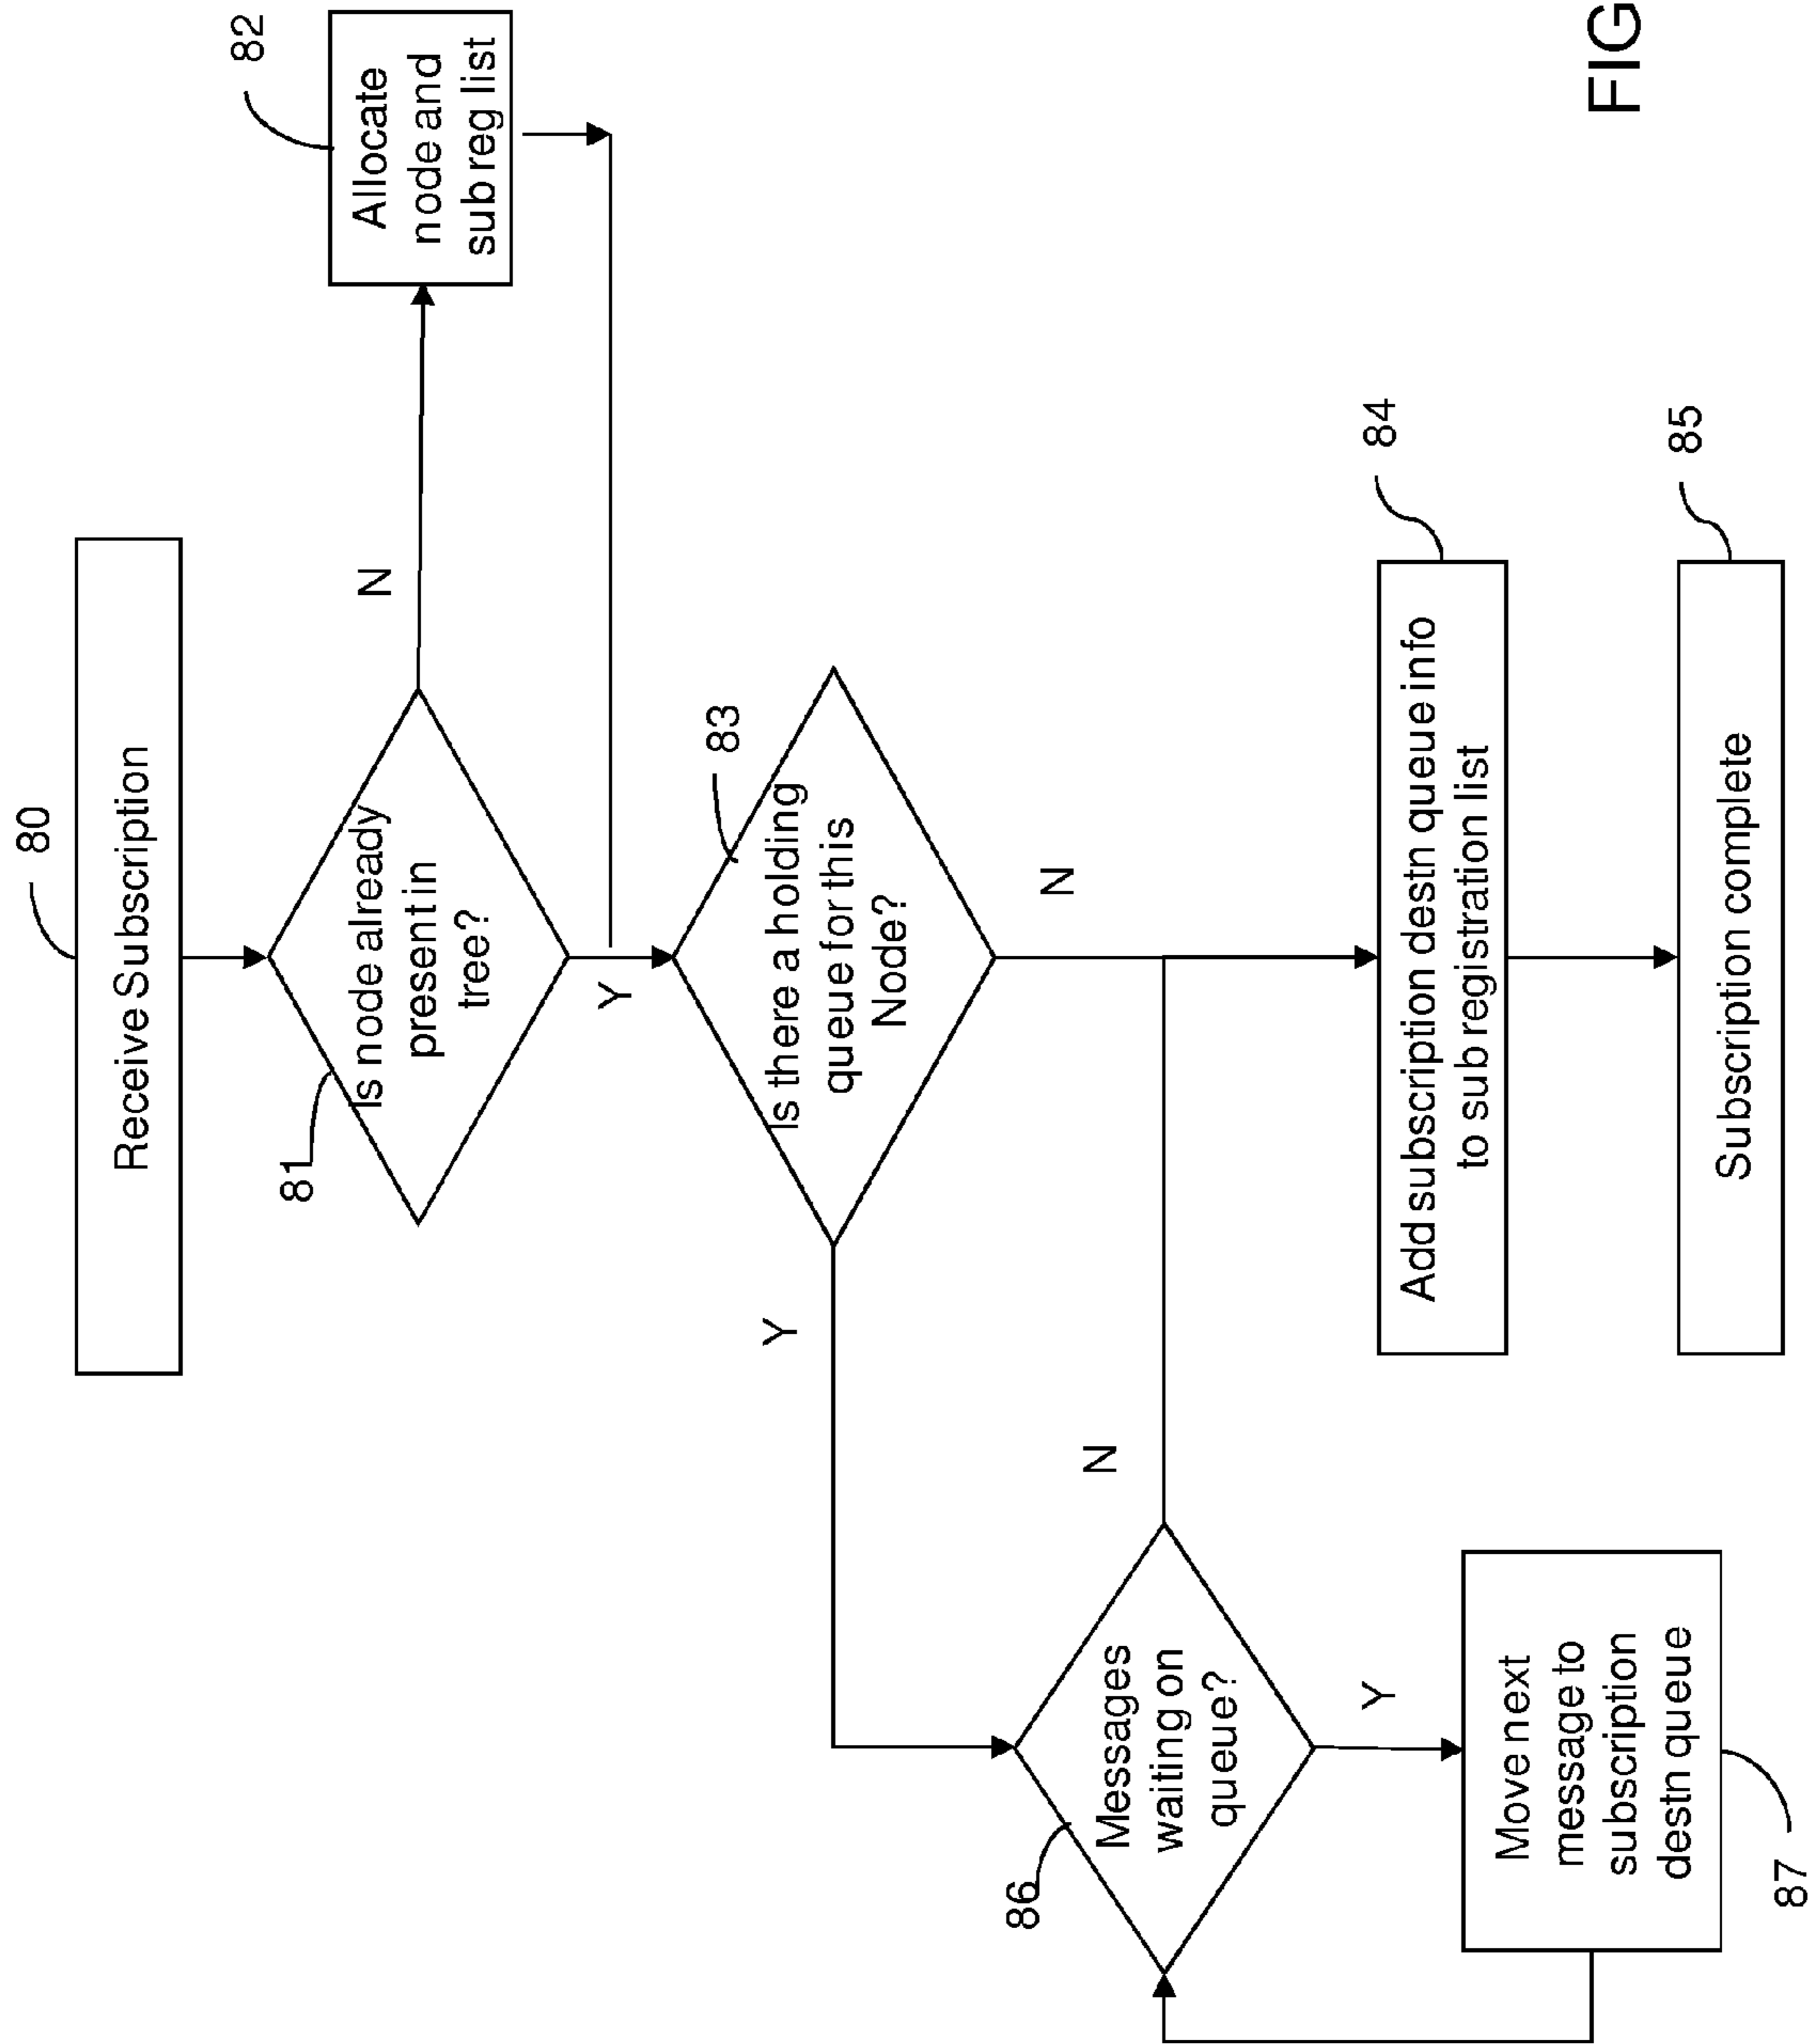 80
Receive Subscription
81
Is node already
present in
tree?
N
82
Allocate
node and
sub reg list
Y
83
Is there a holding
queue for this
Node?
Y
N
86
Messages
waiting on
queue?
N
Y
Move next
message to
subscription
destn queue
87
84
Add subscription destn queue info
to sub registration list
85
Subscription complete
FIG